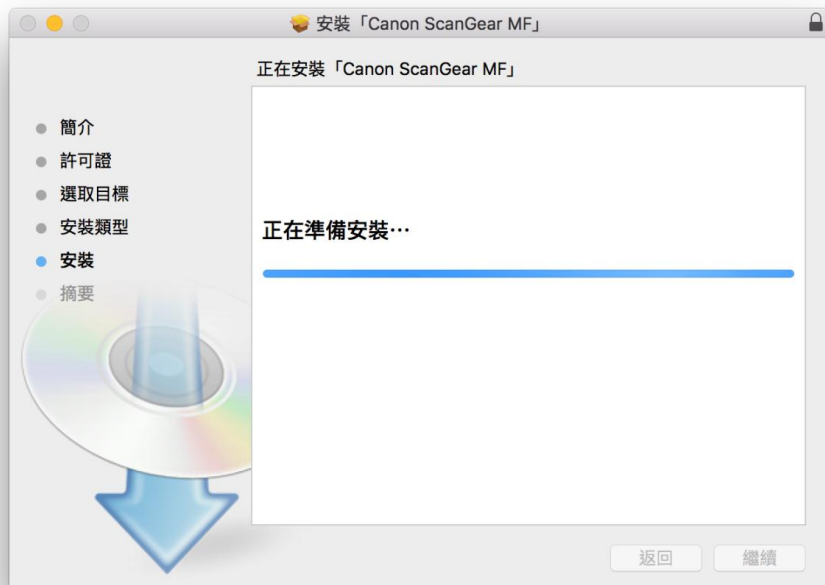 安裝「Canon ScanGear MF」
正在安裝「Canon ScanGear MF」
簡介
許可證
選取目標
安裝類型
安裝
摘要
正在準備安裝⋯
返回
繼續